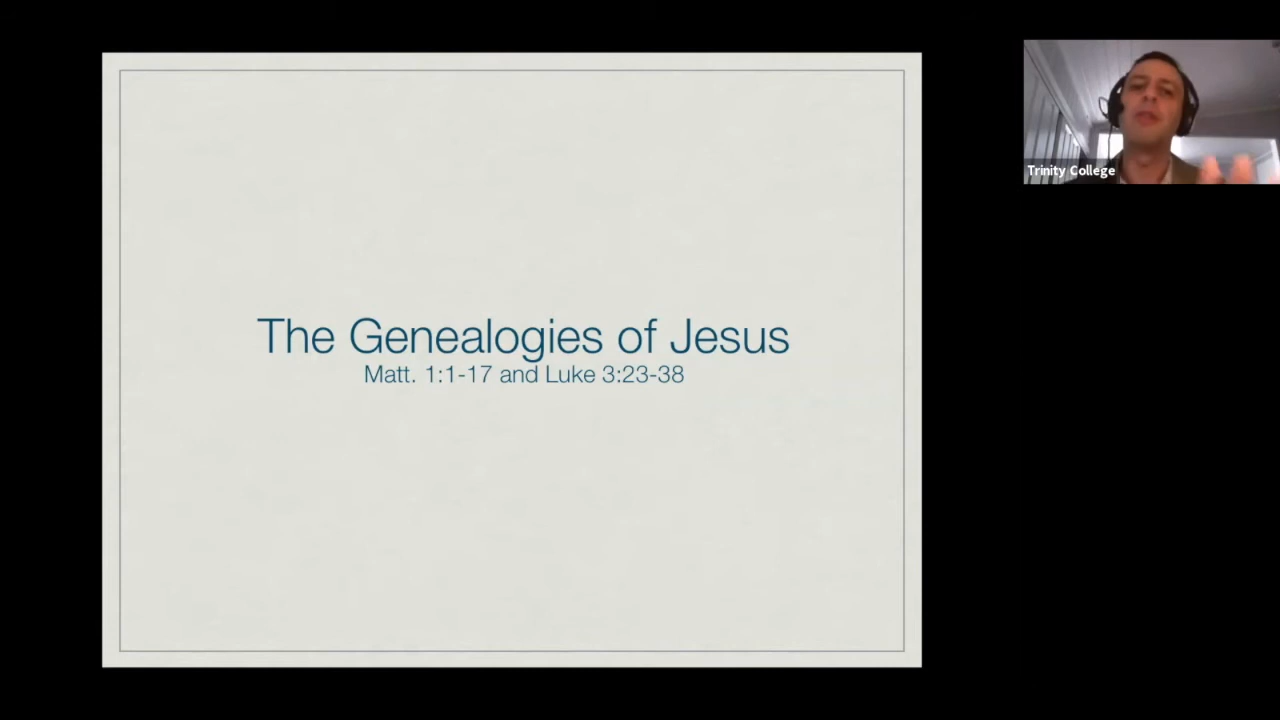 The Genealogies of Jesus
Matt. 1:1-17 and Luke 3:23-38
Trinity College